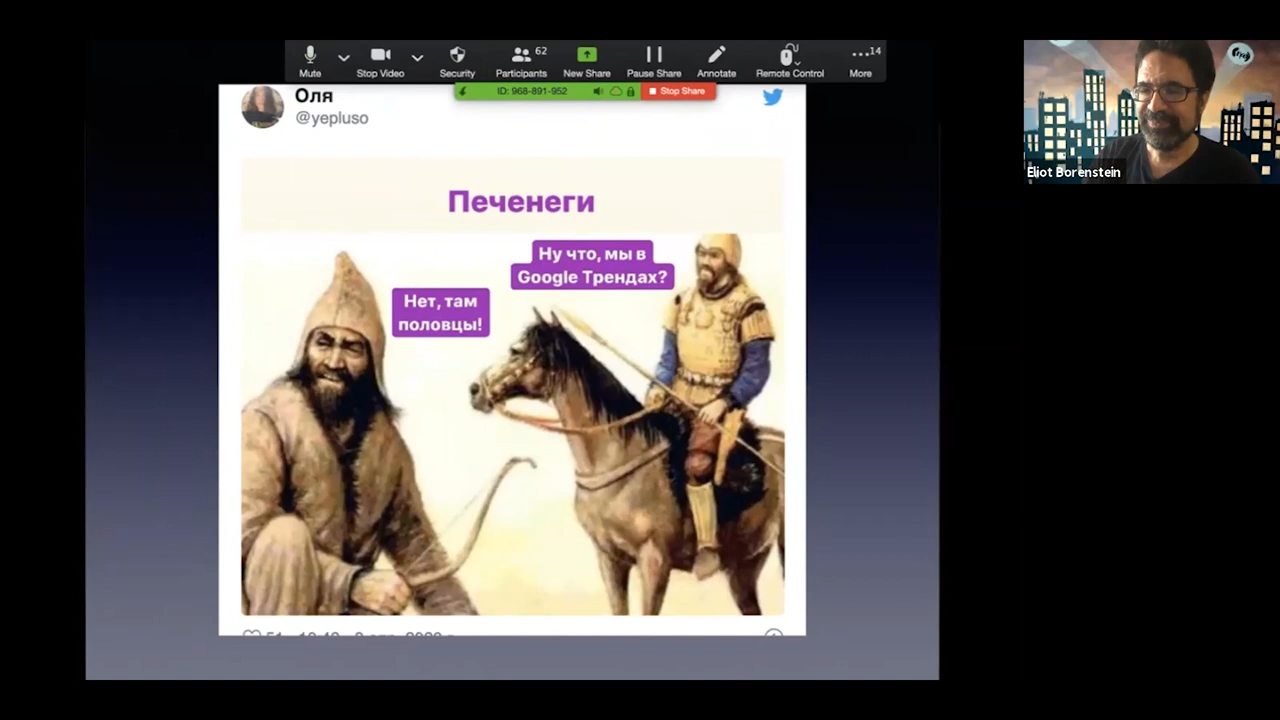 62
14
Mute
Stop Video
Security
Participants
New Share
Pause Share
Annotate
Remote Control
More
ID: 968-891-952
Stop Share
Оля
@yepluso
Печенеги
Ну что, мы в
Google Трендах?
Нет, там
половцы!
Eliot Borenstein